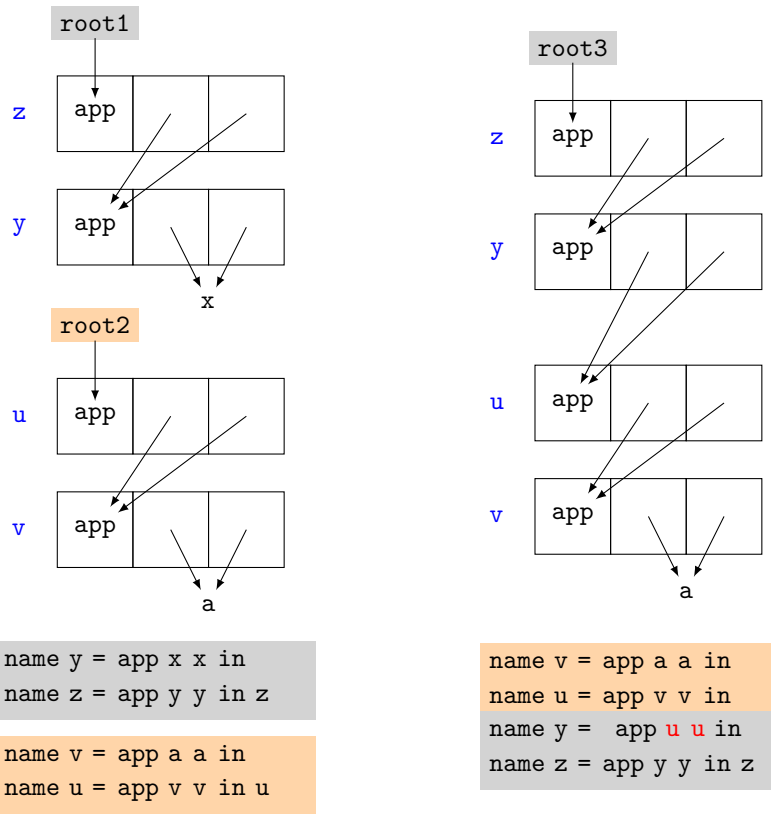 root1
z app
y app
x
root2
u app
v app
a
name y = app x x in
name z = app y y in z
name v = app a a in
name u = app v v in u
root3
z app
y app
u app
v app
a
name v = app a a in
name u = app v v in
name y = app u u in
name z = app y y in z